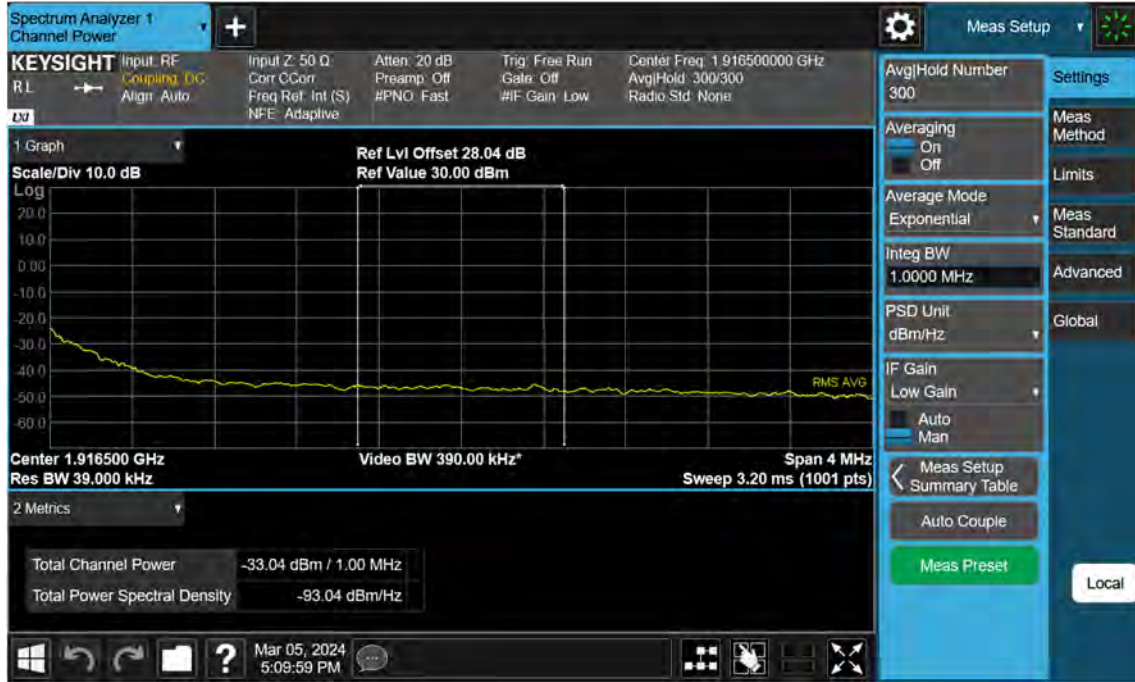 Spectrum Analyzer 1
Channel Power
+
Meas Setup
KEYSIGHT
RL
LXI
Input: RF
Coupling: DC
Align: Auto
Input Z: 50 Ω
Corr CCorr
Freq Ref: Int (S)
NFE: Adaptive
Atten: 20 dB
Preamp: Off
#PNO: Fast
Trig: Free Run
Gate: Off
#IF Gain: Low
Center Freq: 1.916500000 GHz
Avg|Hold: 300/300
Radio Std: None
1 Graph
Scale/Div 10.0 dB
Ref Lvl Offset 28.04 dB
Ref Value 30.00 dBm
Log
20.0
10.0
0.00
-10.0
-20.0
-30.0
-40.0
-50.0
-60.0
RMS AVG
Center 1.916500 GHz
Video BW 390.00 kHz*
Span 4 MHz
Res BW 39.000 kHz
Sweep 3.20 ms (1001 pts)
2 Metrics
Total Channel Power -33.04 dBm / 1.00 MHz
Total Power Spectral Density -93.04 dBm/Hz
?
Mar 05, 2024
5:09:59 PM
Avg|Hold Number
300
Averaging
On
Off
Average Mode
Exponential
Integ BW
1.0000 MHz
PSD Unit
dBm/Hz
IF Gain
Low Gain
Auto
Man
Meas Setup
Summary Table
Auto Couple
Meas Preset
Settings
Meas
Method
Limits
Meas
Standard
Advanced
Global
Local